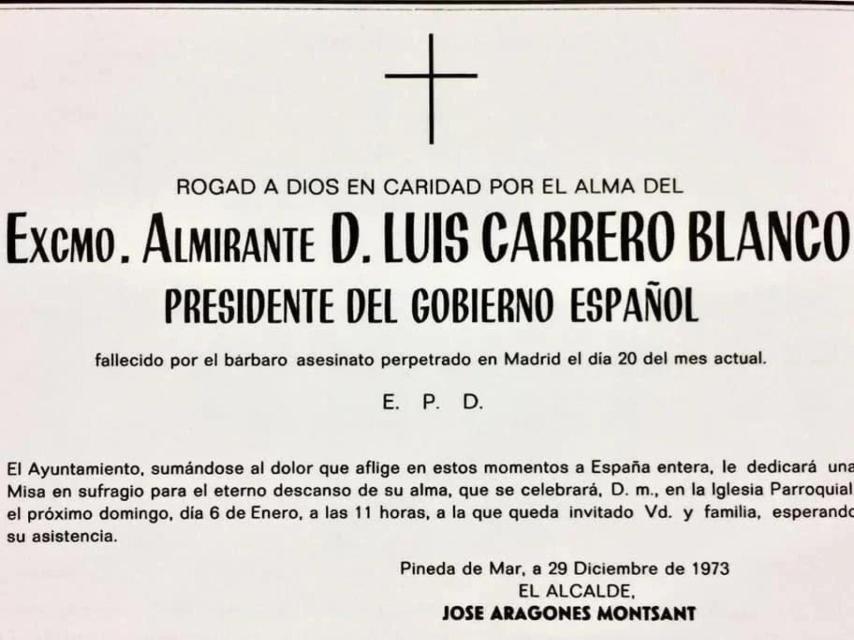 ROGAD A DIOS EN CARIDAD POR EL ALMA DEL
EXCMO. ALMIRANTE D. LUIS CARRERO BLANCO
PRESIDENTE DEL GOBIERNO ESPAÑOL
fallecido por el bárbaro asesinato perpetrado en Madrid el día 20 del mes actual.
E. P. D.
El Ayuntamiento, sumándose al dolor que aflige en estos momentos a España entera, le dedicará una
Misa en sufragio para el eterno descanso de su alma, que se celebrará, D. m., en la Iglesia Parroquial
el próximo domingo, día 6 de Enero, a las 11 horas, a la que queda invitado Vd. y familia, esperando
su asistencia.
Pineda de Mar, a 29 Diciembre de 1973
EL ALCALDE,
JOSE ARAGONES MONTSANT